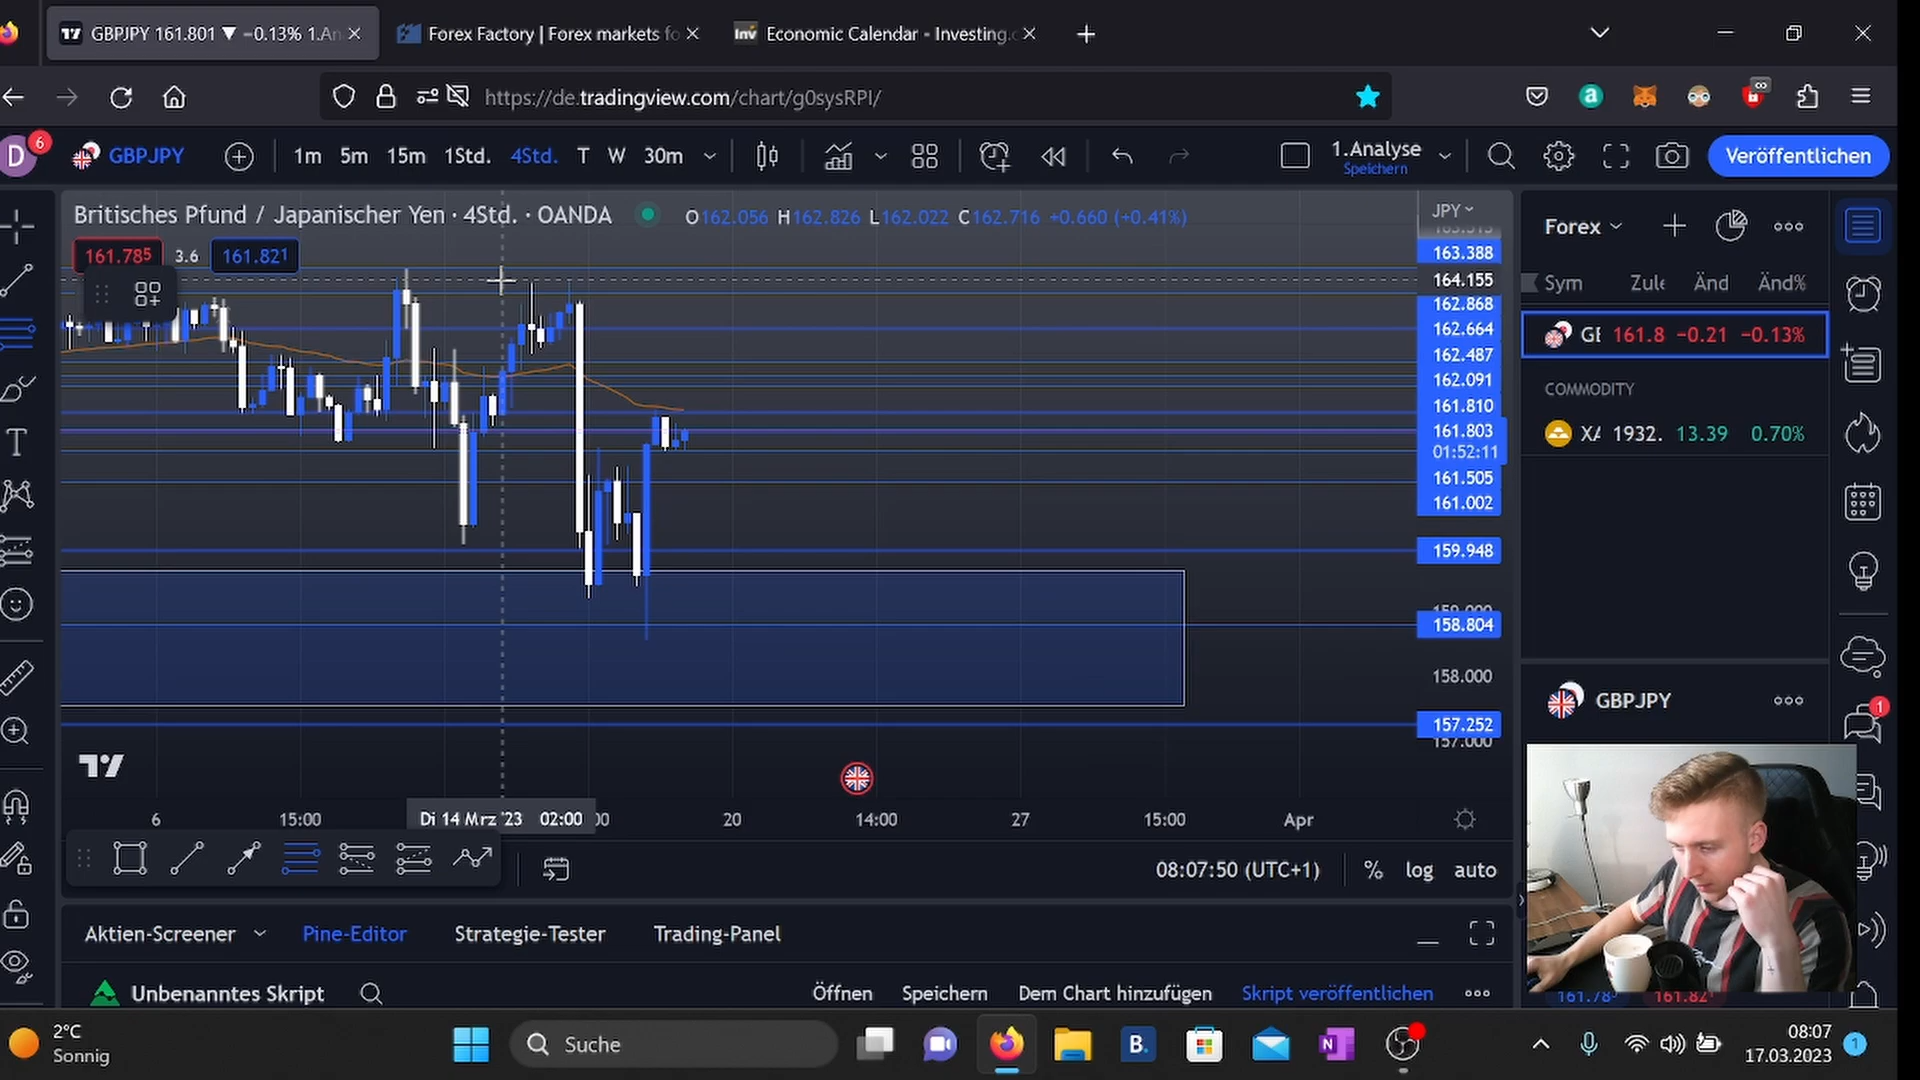 GBPJPY 161.801 ▼ −0.13% 1.An
Forex Factory | Forex markets fo
Inv Economic Calendar - Investing.c
https://de.tradingview.com/chart/g0sysRPI/
D
6
GBPJPY
1m 5m 15m 1Std. 4Std. T W 30m
1.Analyse
Speichern
Veröffentlichen
Britisches Pfund / Japanischer Yen · 4Std. · OANDA
O162.056 H162.826 L162.022 C162.716 +0.660 (+0.41%)
161.785 3.6 161.821
JPY
163.388
164.155
162.868
162.664
162.487
162.091
161.810
161.803
01:52:11
161.505
161.002
159.948
158.804
158.000
157.252
157.000
Forex
Sym Zule Änd Änd%
161.8 −0.21 −0.13%
COMMODITY
1932. 13.39 0.70%
GBPJPY
1
6 15:00 Di 14 Mrz '23 02:00 20 14:00 27 15:00 Apr
08:07:50 (UTC+1) % log auto
Aktien-Screener Pine-Editor Strategie-Tester Trading-Panel
Unbenanntes Skript
Öffnen Speichern Dem Chart hinzufügen Skript veröffentlichen
2°C
Sonnig
Suche
B.
N
08:07
17.03.2023
1